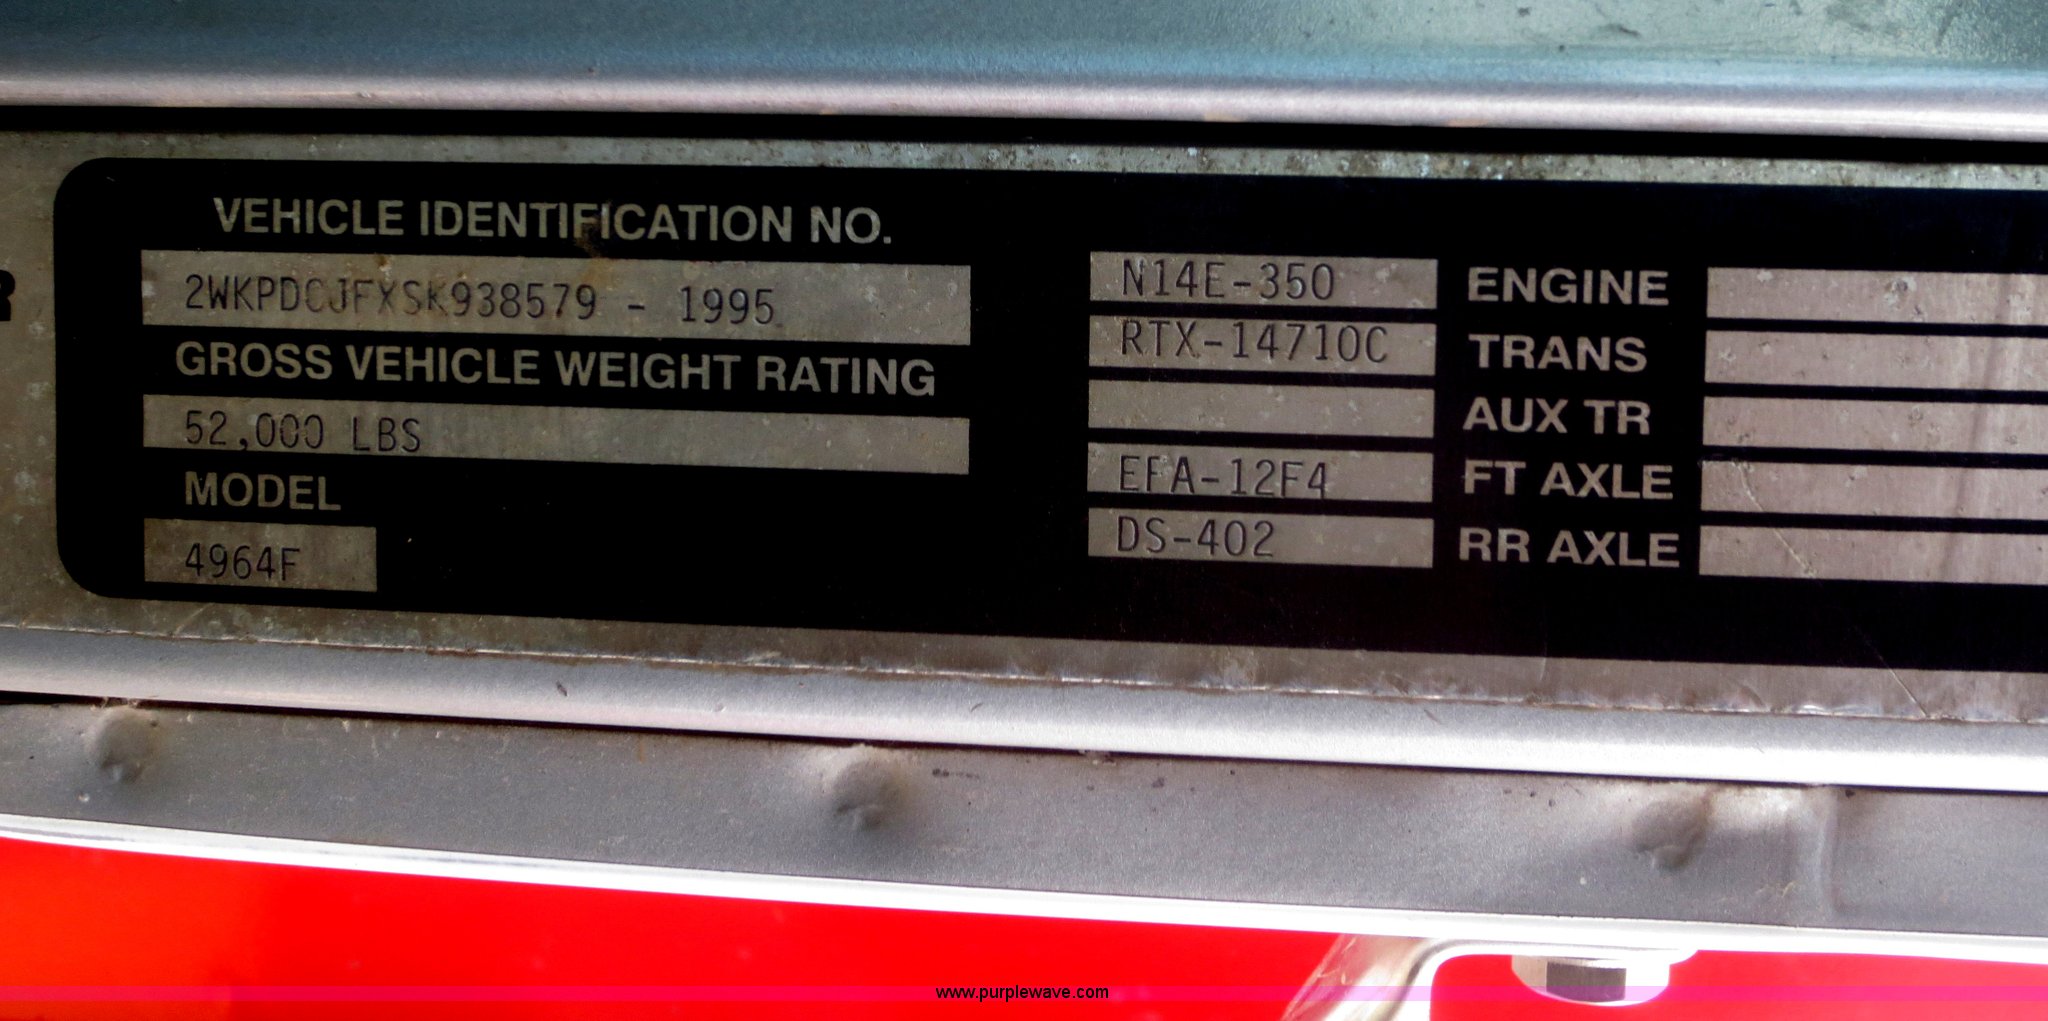 R
VEHICLE IDENTIFICATION NO.
2WKPDCJFXSK938579 - 1995
GROSS VEHICLE WEIGHT RATING
52,000 LBS
MODEL
4964F
N14E-350 ENGINE
RTX-14710C TRANS
AUX TR
EFA-12F4 FT AXLE
DS-402 RR AXLE
www.purplewave.com